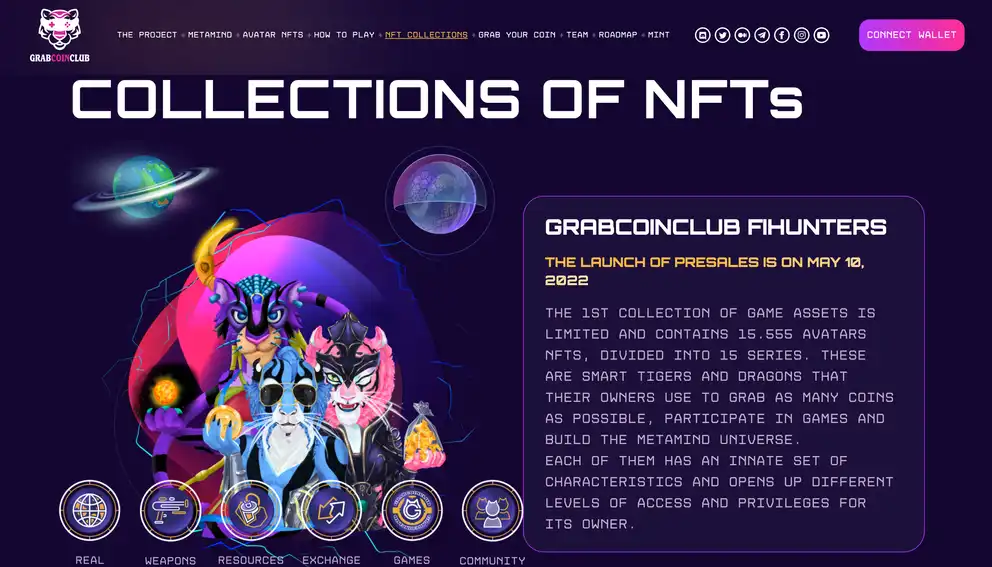 GRABCOINCLUB
THE PROJECT METAMIND AVATAR NFTS HOW TO PLAY NFT COLLECTIONS GRAB YOUR COIN TEAM ROADMAP MINT
CONNECT WALLET
COLLECTIONS OF NFTs
GRABCOINCLUB FIHUNTERS
THE LAUNCH OF PRESALES IS ON MAY 10,
2022
THE 1ST COLLECTION OF GAME ASSETS IS
LIMITED AND CONTAINS 15.555 AVATARS
NFTS, DIVIDED INTO 15 SERIES. THESE
ARE SMART TIGERS AND DRAGONS THAT
THEIR OWNERS USE TO GRAB AS MANY COINS
AS POSSIBLE, PARTICIPATE IN GAMES AND
BUILD THE METAMIND UNIVERSE.
EACH OF THEM HAS AN INNATE SET OF
CHARACTERISTICS AND OPENS UP DIFFERENT
LEVELS OF ACCESS AND PRIVILEGES FOR
ITS OWNER.
REAL WEAPONS RESOURCES EXCHANGE GAMES COMMUNITY